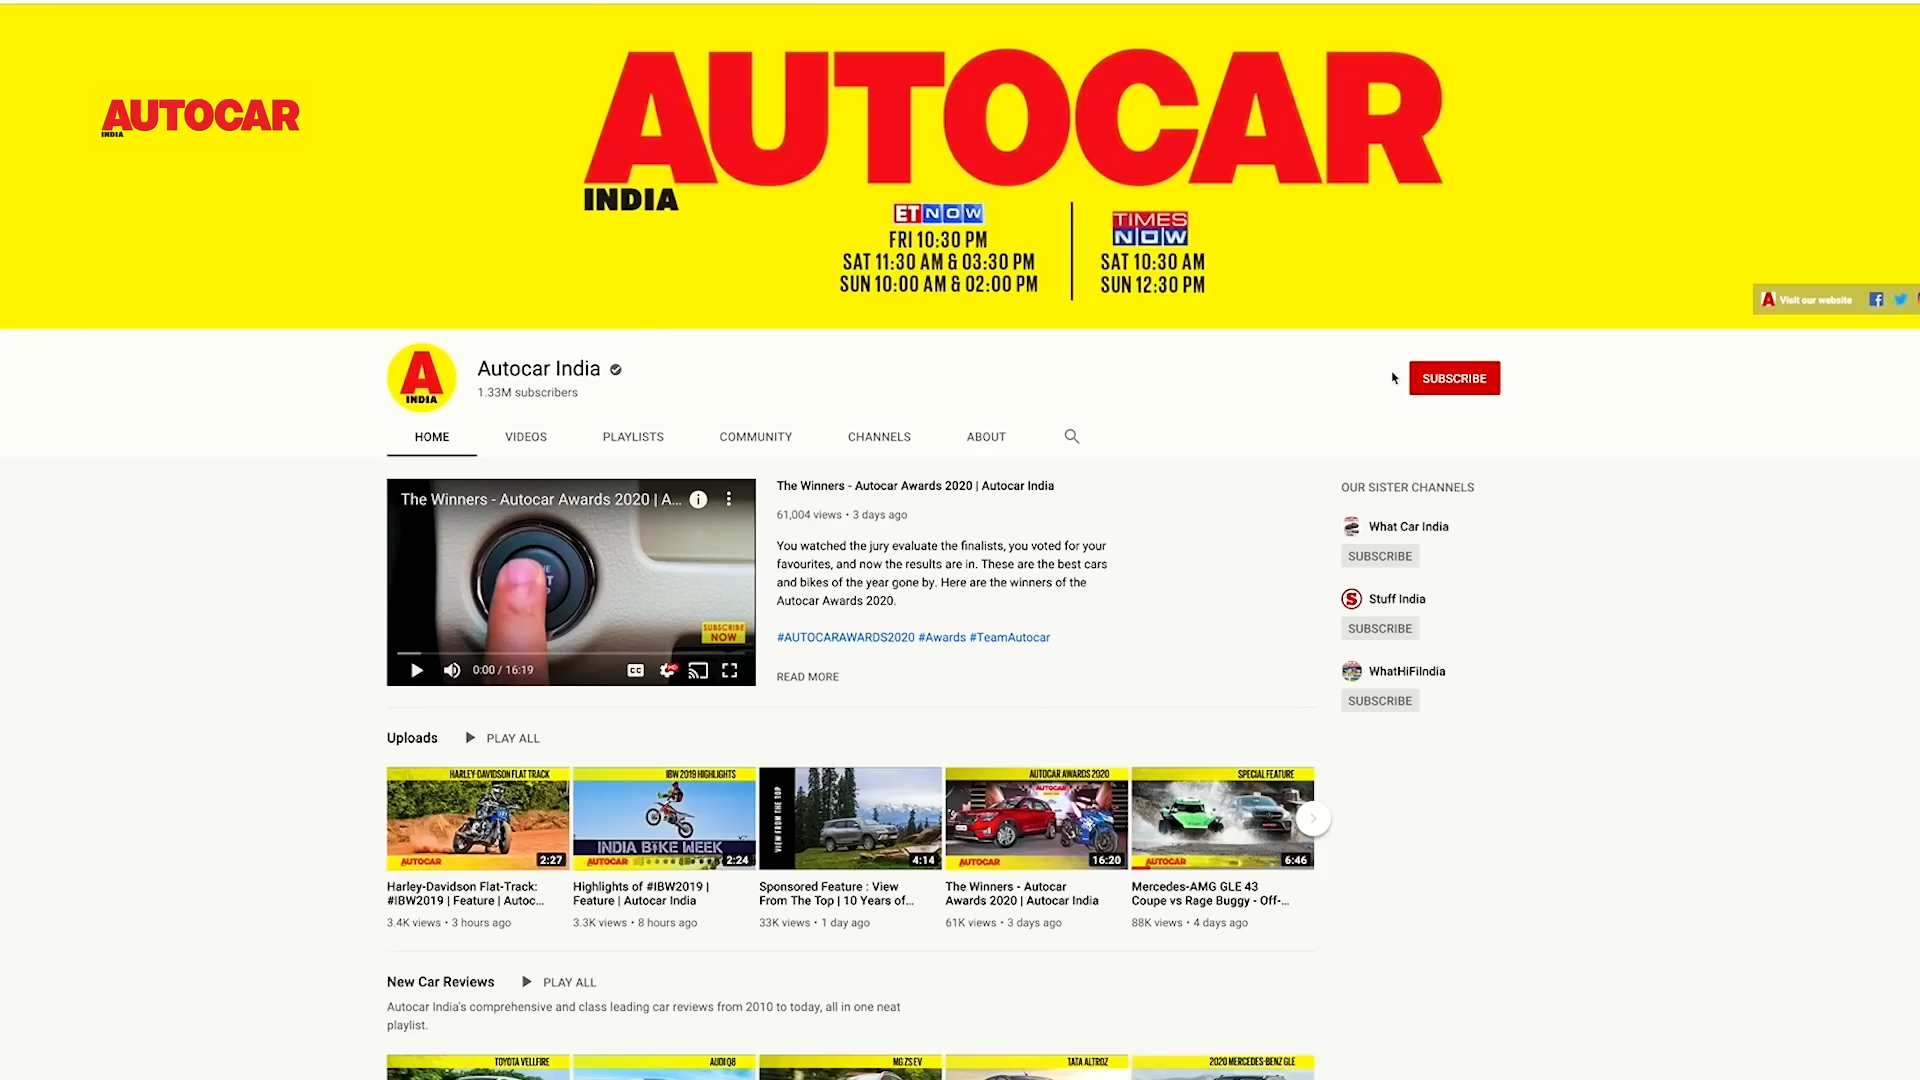 AUTOCAR
INDIA
AUTOCAR
INDIA
ET NOW
FRI 10:30 PM
SAT 11:30 AM & 03:30 PM
SUN 10:00 AM & 02:00 PM
TIMES NOW
SAT 10:30 AM
SUN 12:30 PM
A Visit our website
A
INDIA
Autocar India
1.33M subscribers
SUBSCRIBE
HOME VIDEOS PLAYLISTS COMMUNITY CHANNELS ABOUT
The Winners - Autocar Awards 2020 | A...
SUBSCRIBE
NOW
0:00 / 16:19
CC
HD
The Winners - Autocar Awards 2020 | Autocar India
61,004 views • 3 days ago
You watched the jury evaluate the finalists, you voted for your
favourites, and now the results are in. These are the best cars
and bikes of the year gone by. Here are the winners of the
Autocar Awards 2020.
#AUTOCARAWARDS2020 #Awards #TeamAutocar
READ MORE
OUR SISTER CHANNELS
What Car India
SUBSCRIBE
S Stuff India
SUBSCRIBE
WhatHiFiIndia
SUBSCRIBE
Uploads PLAY ALL
HARLEY-DAVIDSON FLAT TRACK
AUTOCAR
2:27
Harley-Davidson Flat-Track:
#IBW2019 | Feature | Autoc...
3.4K views • 3 hours ago
IBW 2019 HIGHLIGHTS
INDIA BIKE WEEK
AUTOCAR
2:24
Highlights of #IBW2019 |
Feature | Autocar India
3.3K views • 8 hours ago
VIEW FROM THE TOP
4:14
Sponsored Feature : View
From The Top | 10 Years of...
33K views • 1 day ago
AUTOCAR AWARDS 2020
AUTOCAR
AUTOCAR
16:20
The Winners - Autocar
Awards 2020 | Autocar India
61K views • 3 days ago
SPECIAL FEATURE
AUTOCAR
6:46
Mercedes-AMG GLE 43
Coupe vs Rage Buggy - Off-...
88K views • 4 days ago
New Car Reviews PLAY ALL
Autocar India's comprehensive and class leading car reviews from 2010 to today, all in one neat
playlist.
TOYOTA VELLFIRE
AUDI Q8
MG ZS EV
TATA ALTROZ
2020 MERCEDES-BENZ GLE